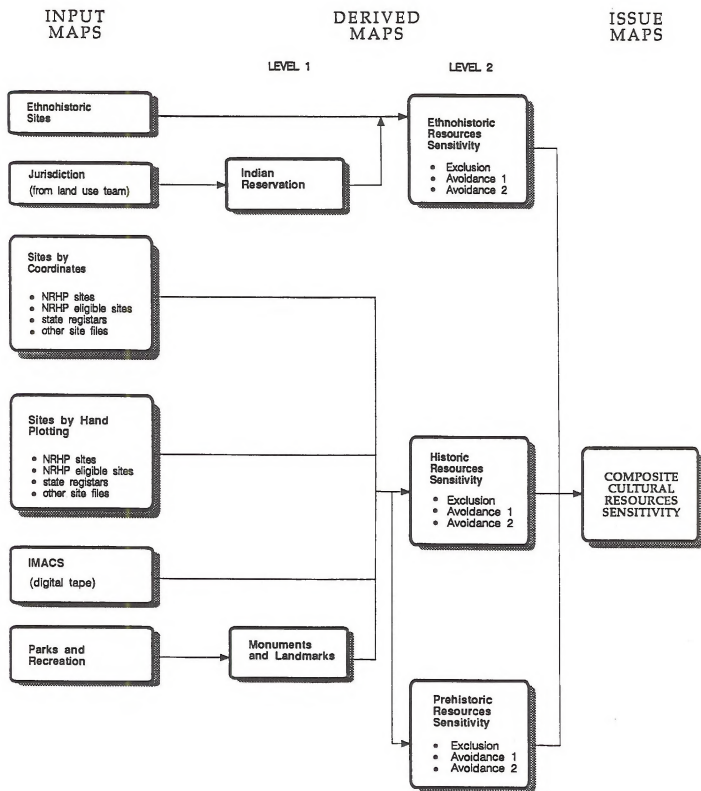 INPUT
MAPS
DERIVED
MAPS
ISSUE
MAPS
LEVEL 1
LEVEL 2
Ethnohistoric
Sites
Jurisdiction
(from land use team)
Indian
Reservation
Ethnohistoric
Resources
Sensitivity
• Exclusion
• Avoidance 1
• Avoidance 2
Sites by
Coordinates
• NRHP sites
• NRHP eligible sites
• state registars
• other site files
Sites by Hand
Plotting
• NRHP sites
• NRHP eligible sites
• state registars
• other site files
Historic
Resources
Sensitivity
• Exclusion
• Avoidance 1
• Avoidance 2
COMPOSITE
CULTURAL
RESOURCES
SENSITIVITY
IMACS
(digital tape)
Parks and
Recreation
Monuments
and Landmarks
Prehistoric
Resources
Sensitivity
• Exclusion
• Avoidance 1
• Avoidance 2